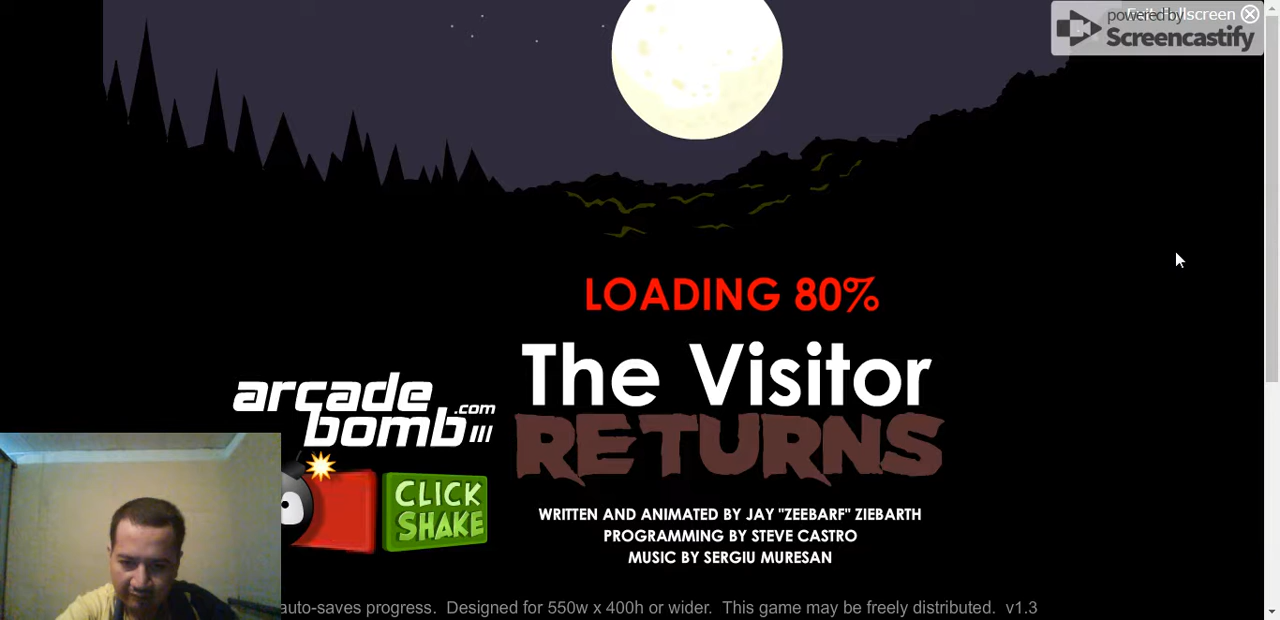 Exit Fullscreen
powered by
Screencastify
LOADING 80%
The Visitor
RETURNS
arcade
.com
bomb
CLICK
SHAKE
WRITTEN AND ANIMATED BY JAY "ZEEBARF" ZIEBARTH
PROGRAMMING BY STEVE CASTRO
MUSIC BY SERGIU MURESAN
auto-saves progress.  Designed for 550w x 400h or wider.  This game may be freely distributed.  v1.3